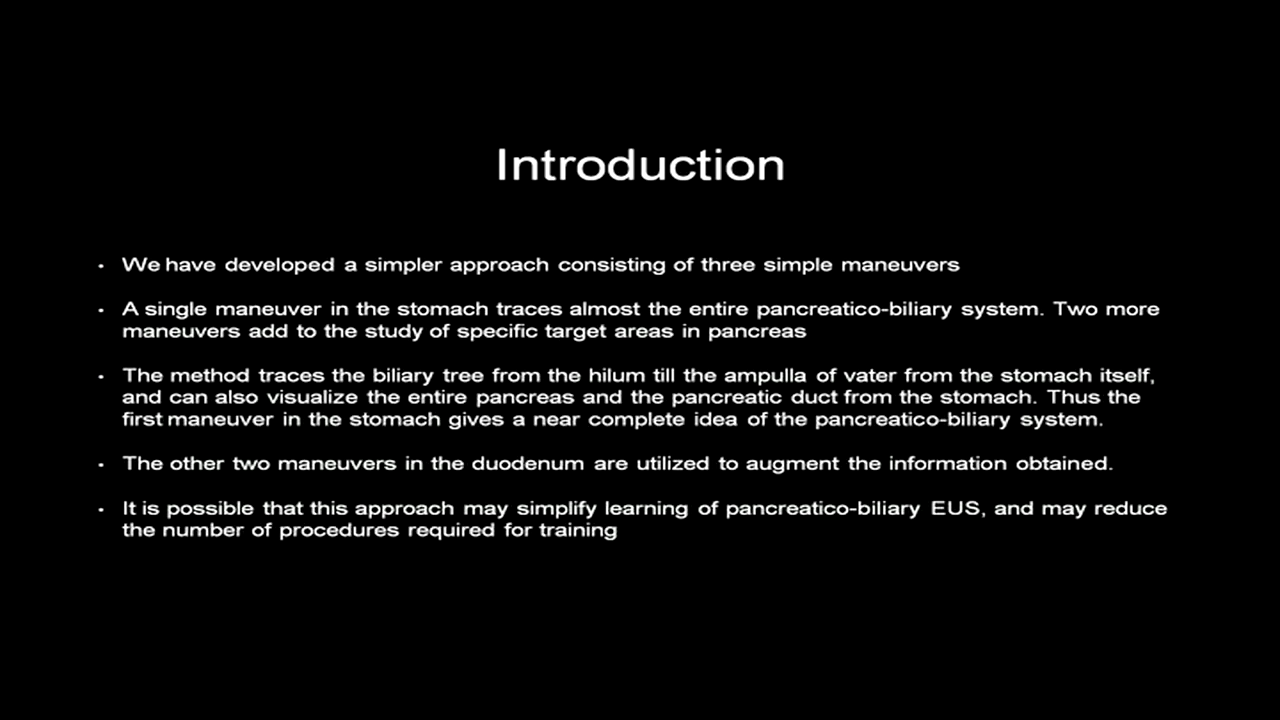 Introduction
• We have developed a simpler approach consisting of three simple maneuvers
• A single maneuver in the stomach traces almost the entire pancreatico-biliary system. Two more
maneuvers add to the study of specific target areas in pancreas
• The method traces the biliary tree from the hilum till the ampulla of vater from the stomach itself,
and can also visualize the entire pancreas and the pancreatic duct from the stomach. Thus the
first maneuver in the stomach gives a near complete idea of the pancreatico-biliary system.
• The other two maneuvers in the duodenum are utilized to augment the information obtained.
• It is possible that this approach may simplify learning of pancreatico-biliary EUS, and may reduce
the number of procedures required for training